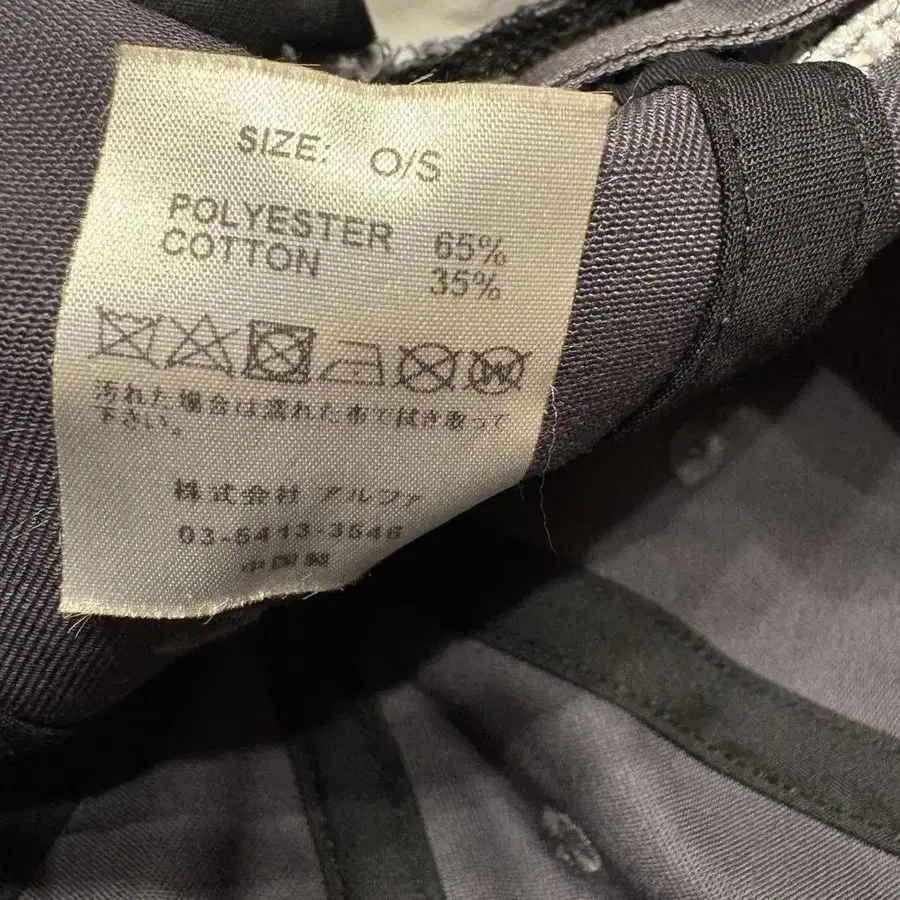 SIZE: O/S
POLYESTER 65%
COTTON 35%
汚れた場合は濡れた布で拭き取って
下さい。
株式会社 アルファ
03-5413-3546
中国製